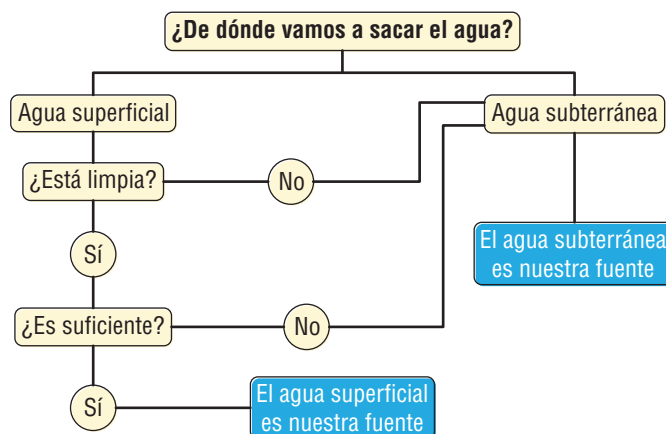 ¿De dónde vamos a sacar el agua?
Agua superficial
Agua subterránea
¿Está limpia?
No
Sí
El agua subterránea
es nuestra fuente
¿Es suficiente?
No
Sí
El agua superficial
es nuestra fuente